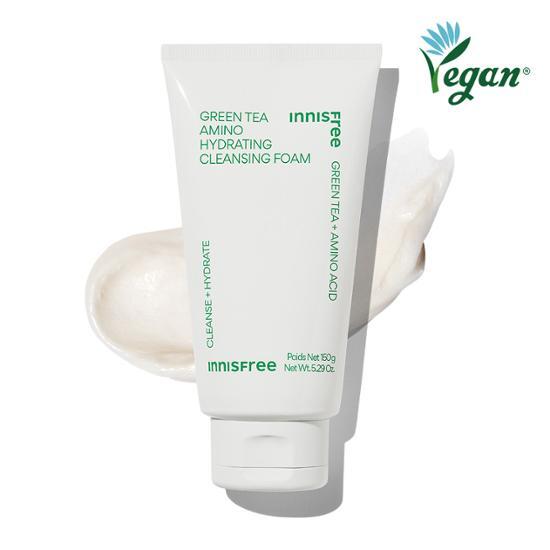 Vegan®
GREEN TEA
AMINO
HYDRATING
CLEANSING FOAM
INNISFree
GREEN TEA + AMINO ACID
CLEANSE + HYDRATE
INNISFree
Poids Net 150g
Net Wt. 5.29 Oz.